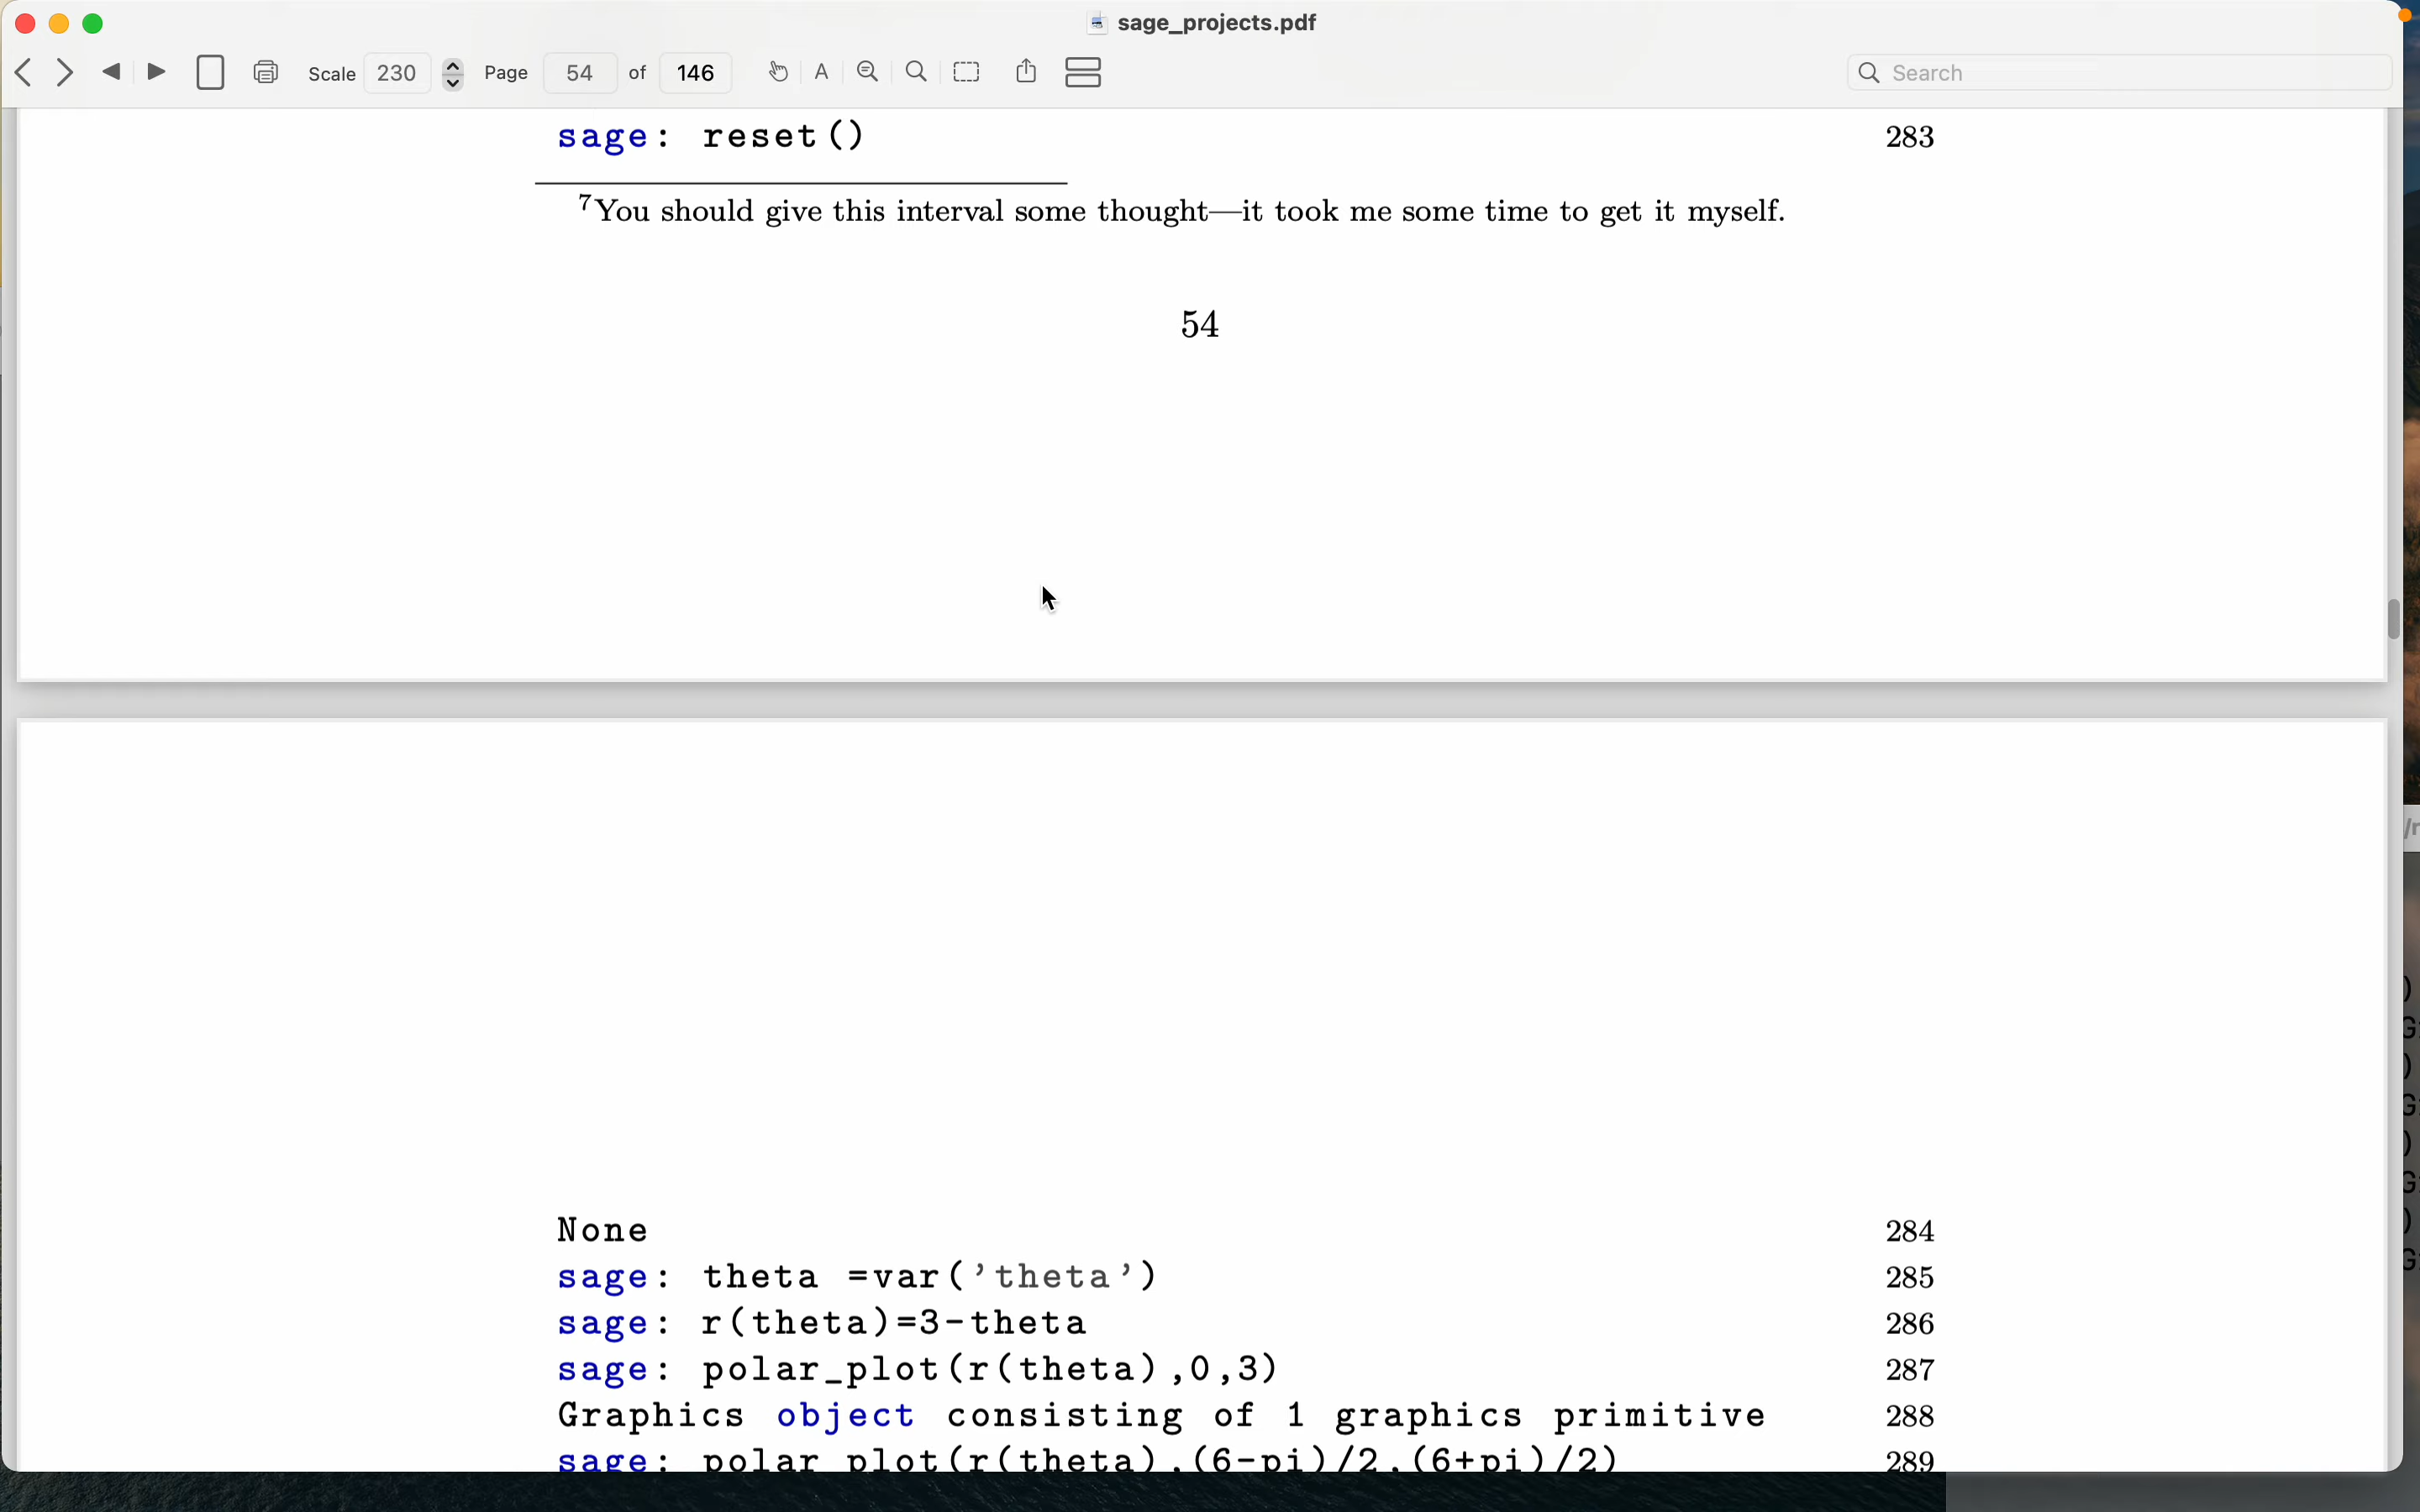 sage_projects.pdf
Scale 230 Page 54 of 146 A Search
sage: reset() 283
7You should give this interval some thought—it took me some time to get it myself.
54
None 284
sage: theta =var('theta') 285
sage: r(theta)=3-theta 286
sage: polar_plot(r(theta),0,3) 287
Graphics object consisting of 1 graphics primitive 288
sage: polar_plot(r(theta),(6-pi)/2,(6+pi)/2) 289